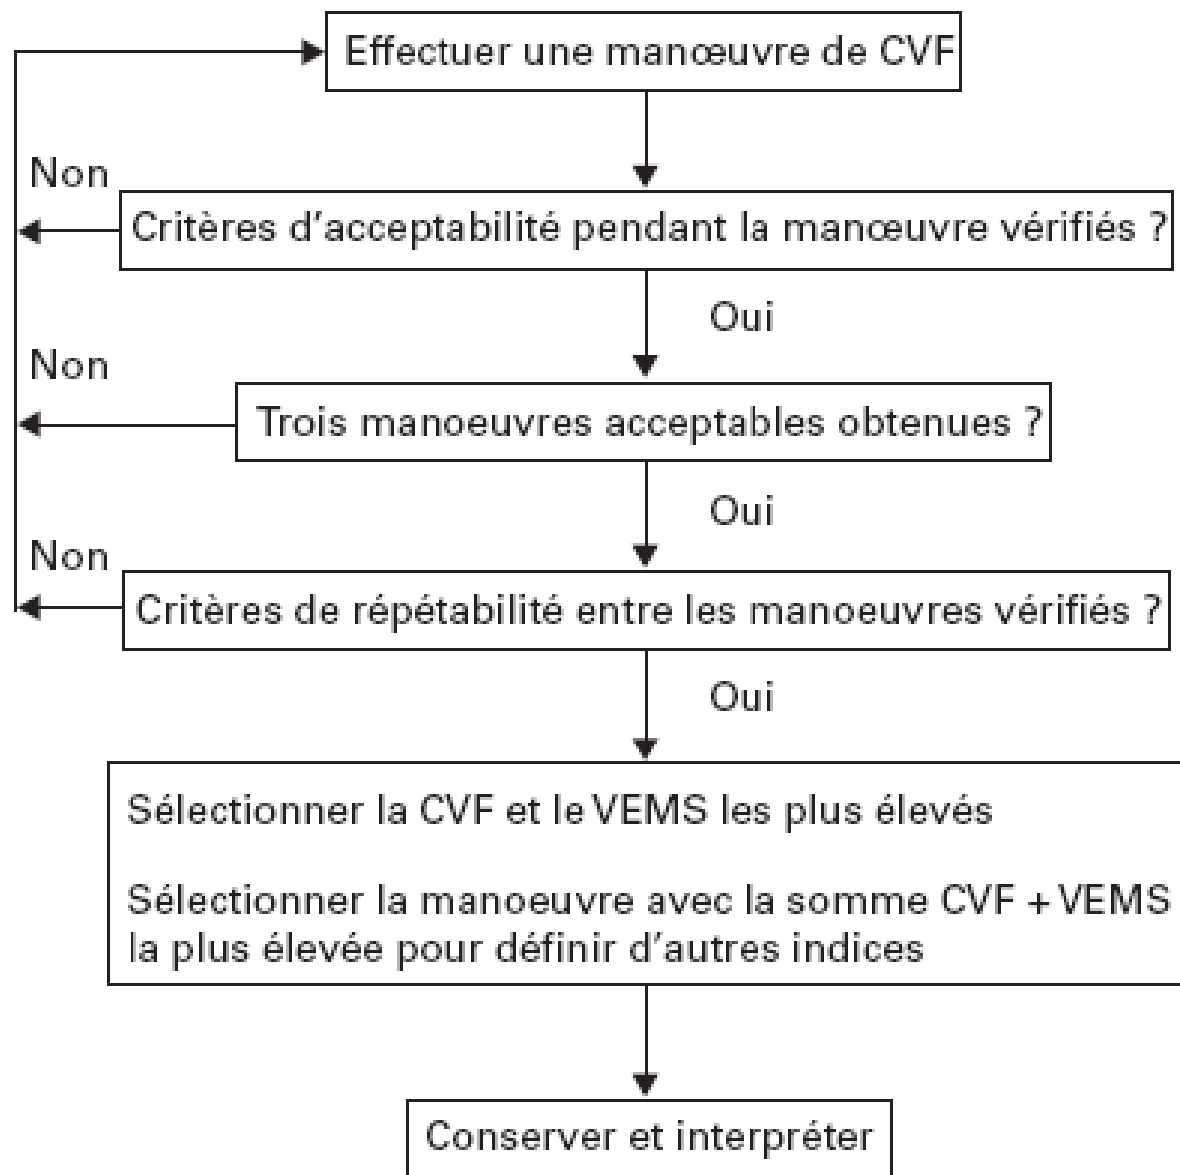 Effectuer une manœuvre de CVF
Non
Critères d'acceptabilité pendant la manœuvre vérifiés ?
Oui
Non
Trois manoeuvres acceptables obtenues ?
Oui
Non
Critères de répétabilité entre les manoeuvres vérifiés ?
Oui
Sélectionner la CVF et le VEMS les plus élevés
Sélectionner la manoeuvre avec la somme CVF + VEMS
la plus élevée pour définir d'autres indices
Conserver et interpréter